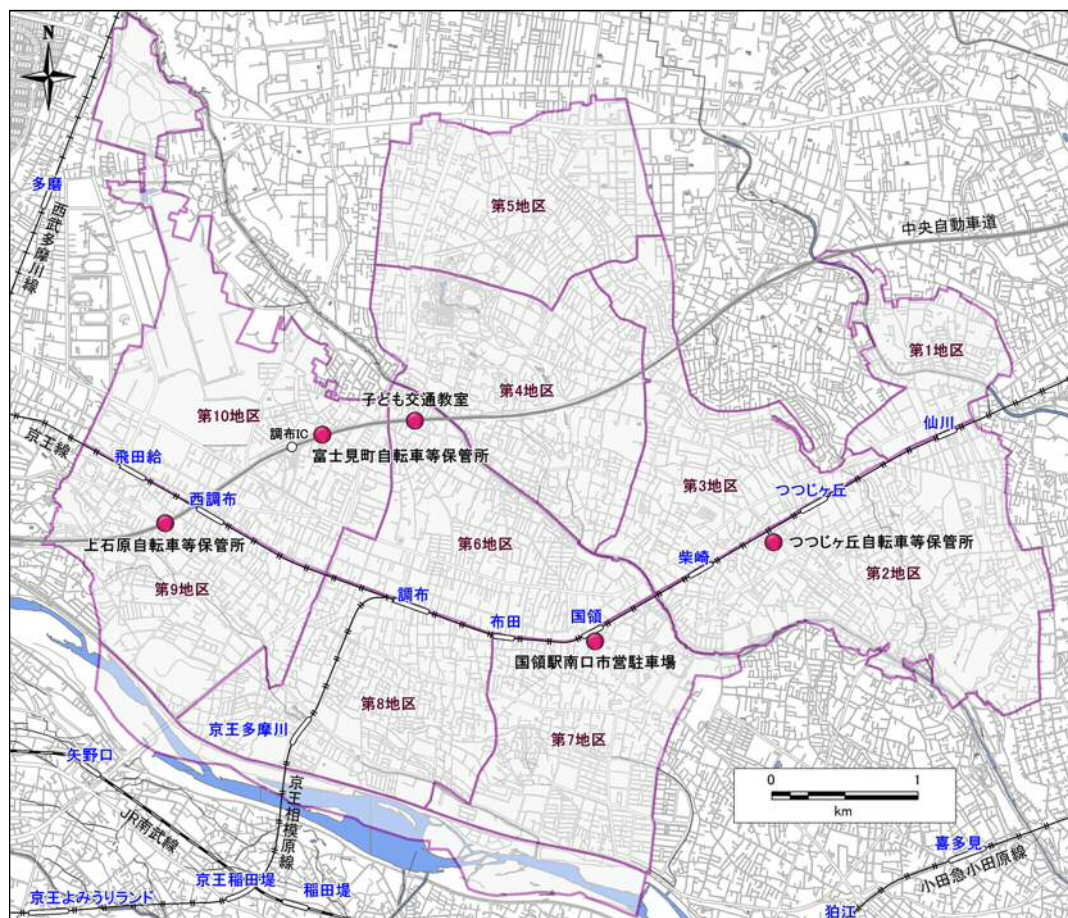 N
多磨
西武多摩川線
第5地区
中央自動車道
第1地区
第4地区
子ども交通教室
第10地区
調布IC
富士見町自転車等保管所
仙川
京王線
飛田給
西調布
第3地区
つつじヶ丘
上石原自転車等保管所
第6地区
柴崎
つつじヶ丘自転車等保管所
第2地区
第9地区
調布
布田
国領
国領駅南口市営駐車場
第8地区
第7地区
京王多摩川
矢野口
JR南武線
京王相模原線
0 1
km
喜多見
小田急小田原線
京王稲田堤
稲田堤
京王よみうりランド
狛江